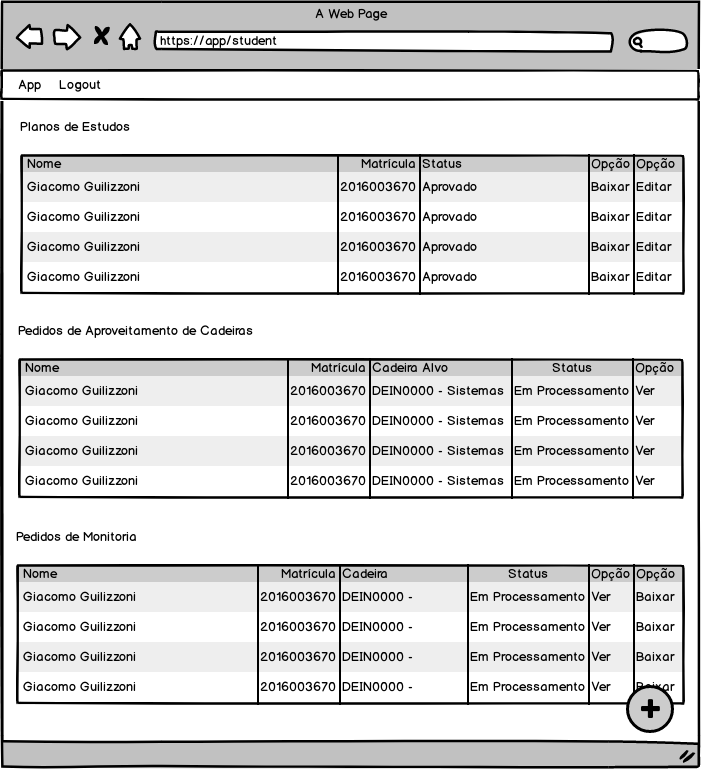 A Web Page
https://app/student
App Logout
Planos de Estudos
Nome Matrícula Status Opção Opção
Giacomo Guilizzoni 2016003670 Aprovado Baixar Editar
Giacomo Guilizzoni 2016003670 Aprovado Baixar Editar
Giacomo Guilizzoni 2016003670 Aprovado Baixar Editar
Giacomo Guilizzoni 2016003670 Aprovado Baixar Editar
Pedidos de Aproveitamento de Cadeiras
Nome Matrícula Cadeira Alvo Status Opção
Giacomo Guilizzoni 2016003670 DEIN0000 - Sistemas Em Processamento Ver
Giacomo Guilizzoni 2016003670 DEIN0000 - Sistemas Em Processamento Ver
Giacomo Guilizzoni 2016003670 DEIN0000 - Sistemas Em Processamento Ver
Giacomo Guilizzoni 2016003670 DEIN0000 - Sistemas Em Processamento Ver
Pedidos de Monitoria
Nome Matrícula Cadeira Status Opção Opção
Giacomo Guilizzoni 2016003670 DEIN0000 - Em Processamento Ver Baixar
Giacomo Guilizzoni 2016003670 DEIN0000 - Em Processamento Ver Baixar
Giacomo Guilizzoni 2016003670 DEIN0000 - Em Processamento Ver Baixar
Giacomo Guilizzoni 2016003670 DEIN0000 - Em Processamento Ver Baixar